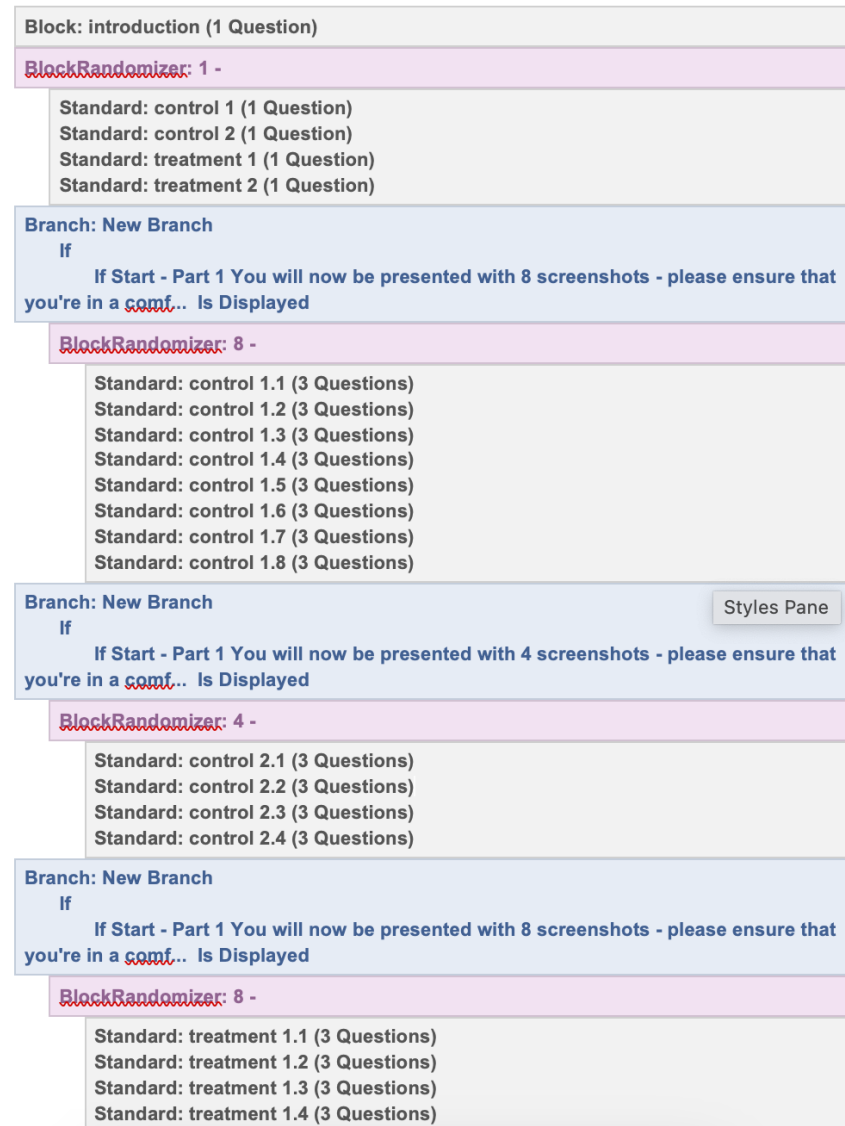 Block: introduction (1 Question)
BlockRandomizer: 1 -
Standard: control 1 (1 Question)
Standard: control 2 (1 Question)
Standard: treatment 1 (1 Question)
Standard: treatment 2 (1 Question)
Branch: New Branch
If
If Start - Part 1 You will now be presented with 8 screenshots - please ensure that
you're in a comf... Is Displayed
BlockRandomizer: 8 -
Standard: control 1.1 (3 Questions)
Standard: control 1.2 (3 Questions)
Standard: control 1.3 (3 Questions)
Standard: control 1.4 (3 Questions)
Standard: control 1.5 (3 Questions)
Standard: control 1.6 (3 Questions)
Standard: control 1.7 (3 Questions)
Standard: control 1.8 (3 Questions)
Branch: New Branch
Styles Pane
If
If Start - Part 1 You will now be presented with 4 screenshots - please ensure that
you're in a comf... Is Displayed
BlockRandomizer: 4 -
Standard: control 2.1 (3 Questions)
Standard: control 2.2 (3 Questions)
Standard: control 2.3 (3 Questions)
Standard: control 2.4 (3 Questions)
Branch: New Branch
If
If Start - Part 1 You will now be presented with 8 screenshots - please ensure that
you're in a comf... Is Displayed
BlockRandomizer: 8 -
Standard: treatment 1.1 (3 Questions)
Standard: treatment 1.2 (3 Questions)
Standard: treatment 1.3 (3 Questions)
Standard: treatment 1.4 (3 Questions)